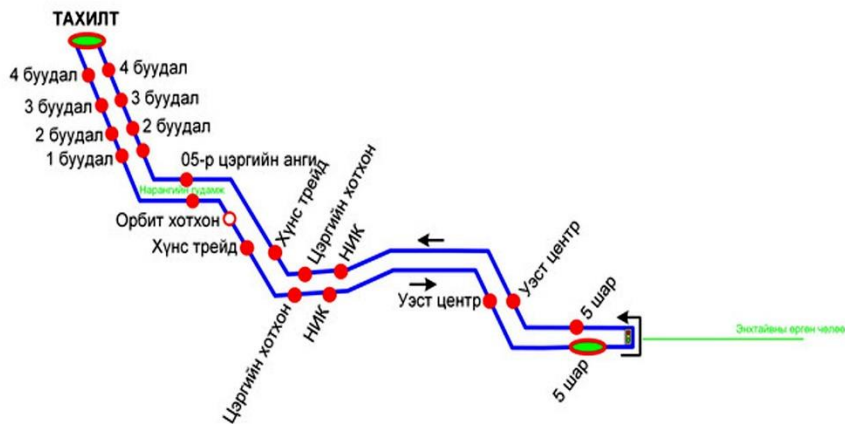 ТАХИЛТ
4 буудал
4 буудал
3 буудал
3 буудал
2 буудал
2 буудал
1 буудал
05-р цэргийн анги
Нарангийн гудамж
Орбит хотхон
Хүнс трейд
Хүнс трейд
Цэргийн хотхон
НИК
Цэргийн хотхон
НИК
Уэст центр
Уэст центр
5 шар
5 шар
Энхтайвны өргөн чөлөө